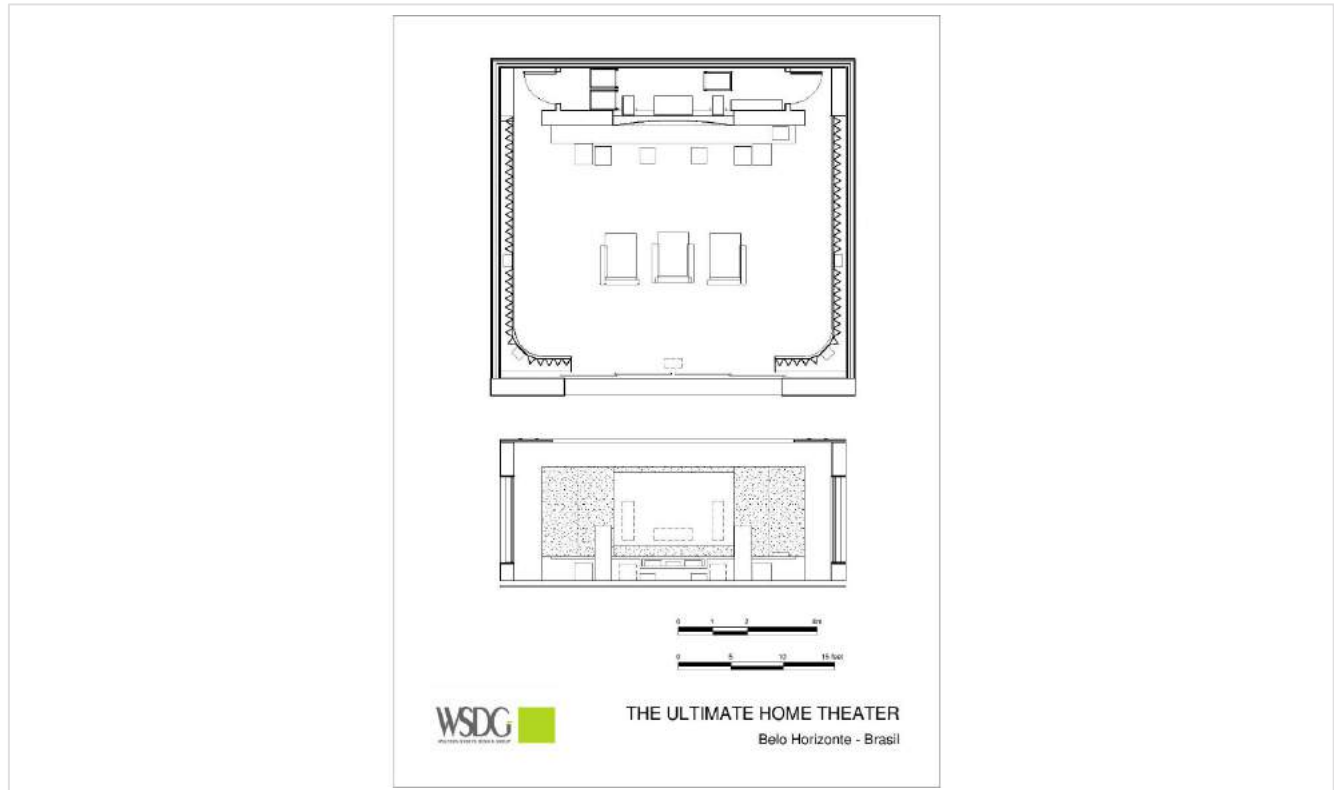 0 1 2 4m
0 5 10 15 feet
WSDG
THE ULTIMATE HOME THEATER
Belo Horizonte - Brasil